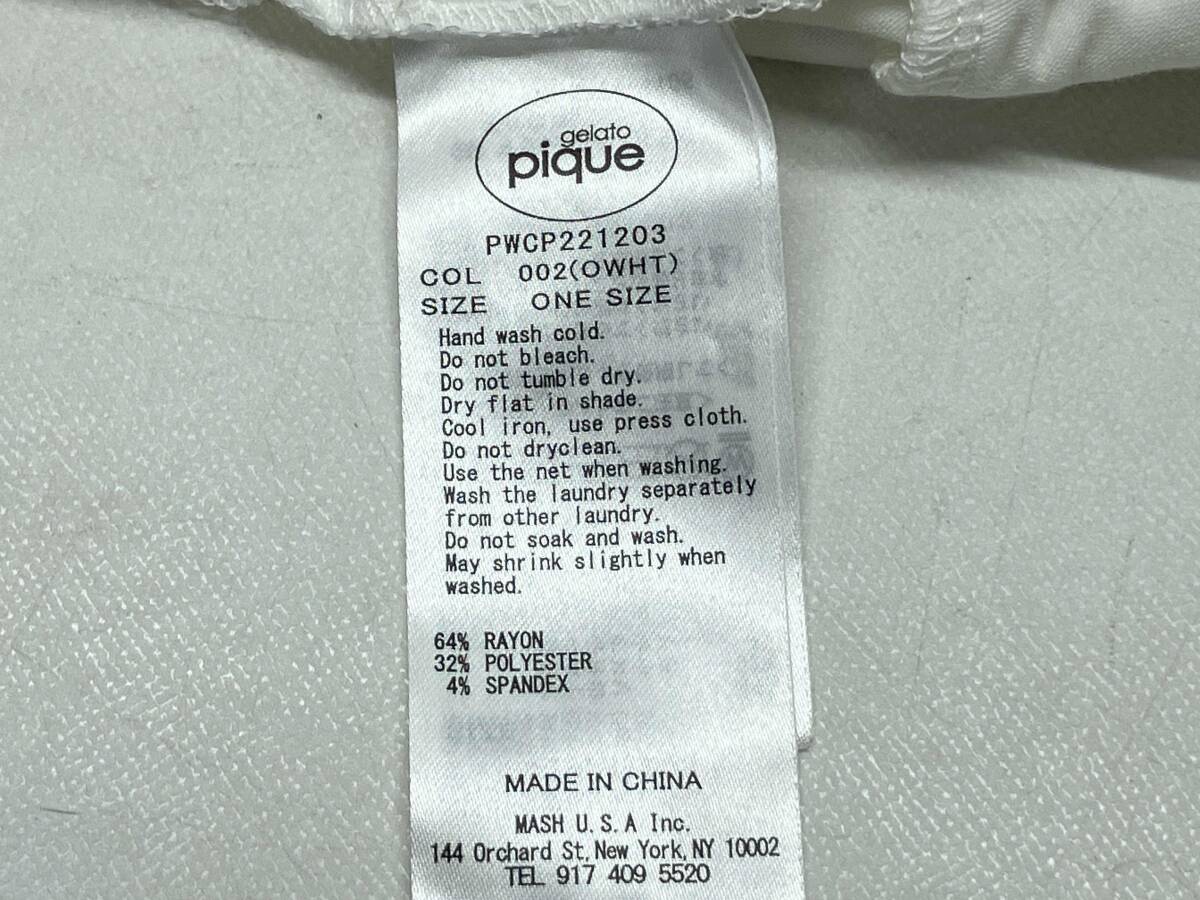 gelato
pique
PWCP221203
COL 002(OWHT)
SIZE ONE SIZE
Hand wash cold.
Do not bleach.
Do not tumble dry.
Dry flat in shade.
Cool iron, use press cloth.
Do not dryclean.
Use the net when washing.
Wash the laundry separately
from other laundry.
Do not soak and wash.
May shrink slightly when
washed.
64% RAYON
32% POLYESTER
4% SPANDEX
MADE IN CHINA
MASH U.S.A Inc.
144 Orchard St, New York, NY 10002
TEL 917 409 5520